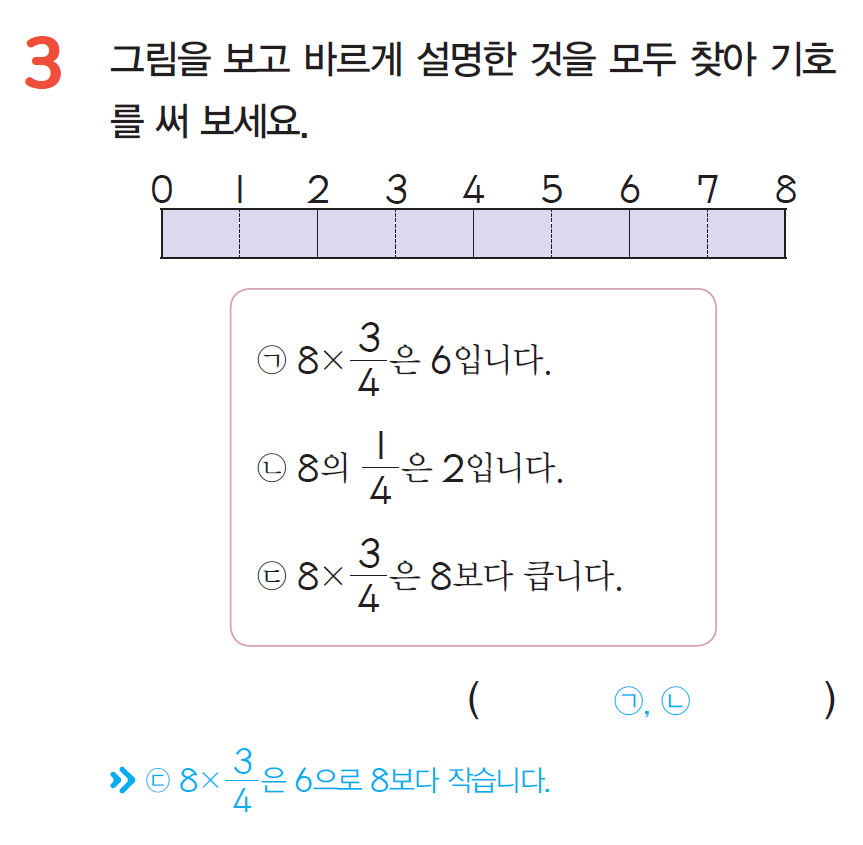 3 그림을 보고 바르게 설명한 것을 모두 찾아 기호
를 써 보세요.
0 1 2 3 4 5 6 7 8
㉠ 8×3/4은 6입니다.
㉡ 8의 1/4은 2입니다.
㉢ 8×3/4은 8보다 큽니다.
( ㉠, ㉡ )
» ㉢ 8×3/4은 6으로 8보다 작습니다.